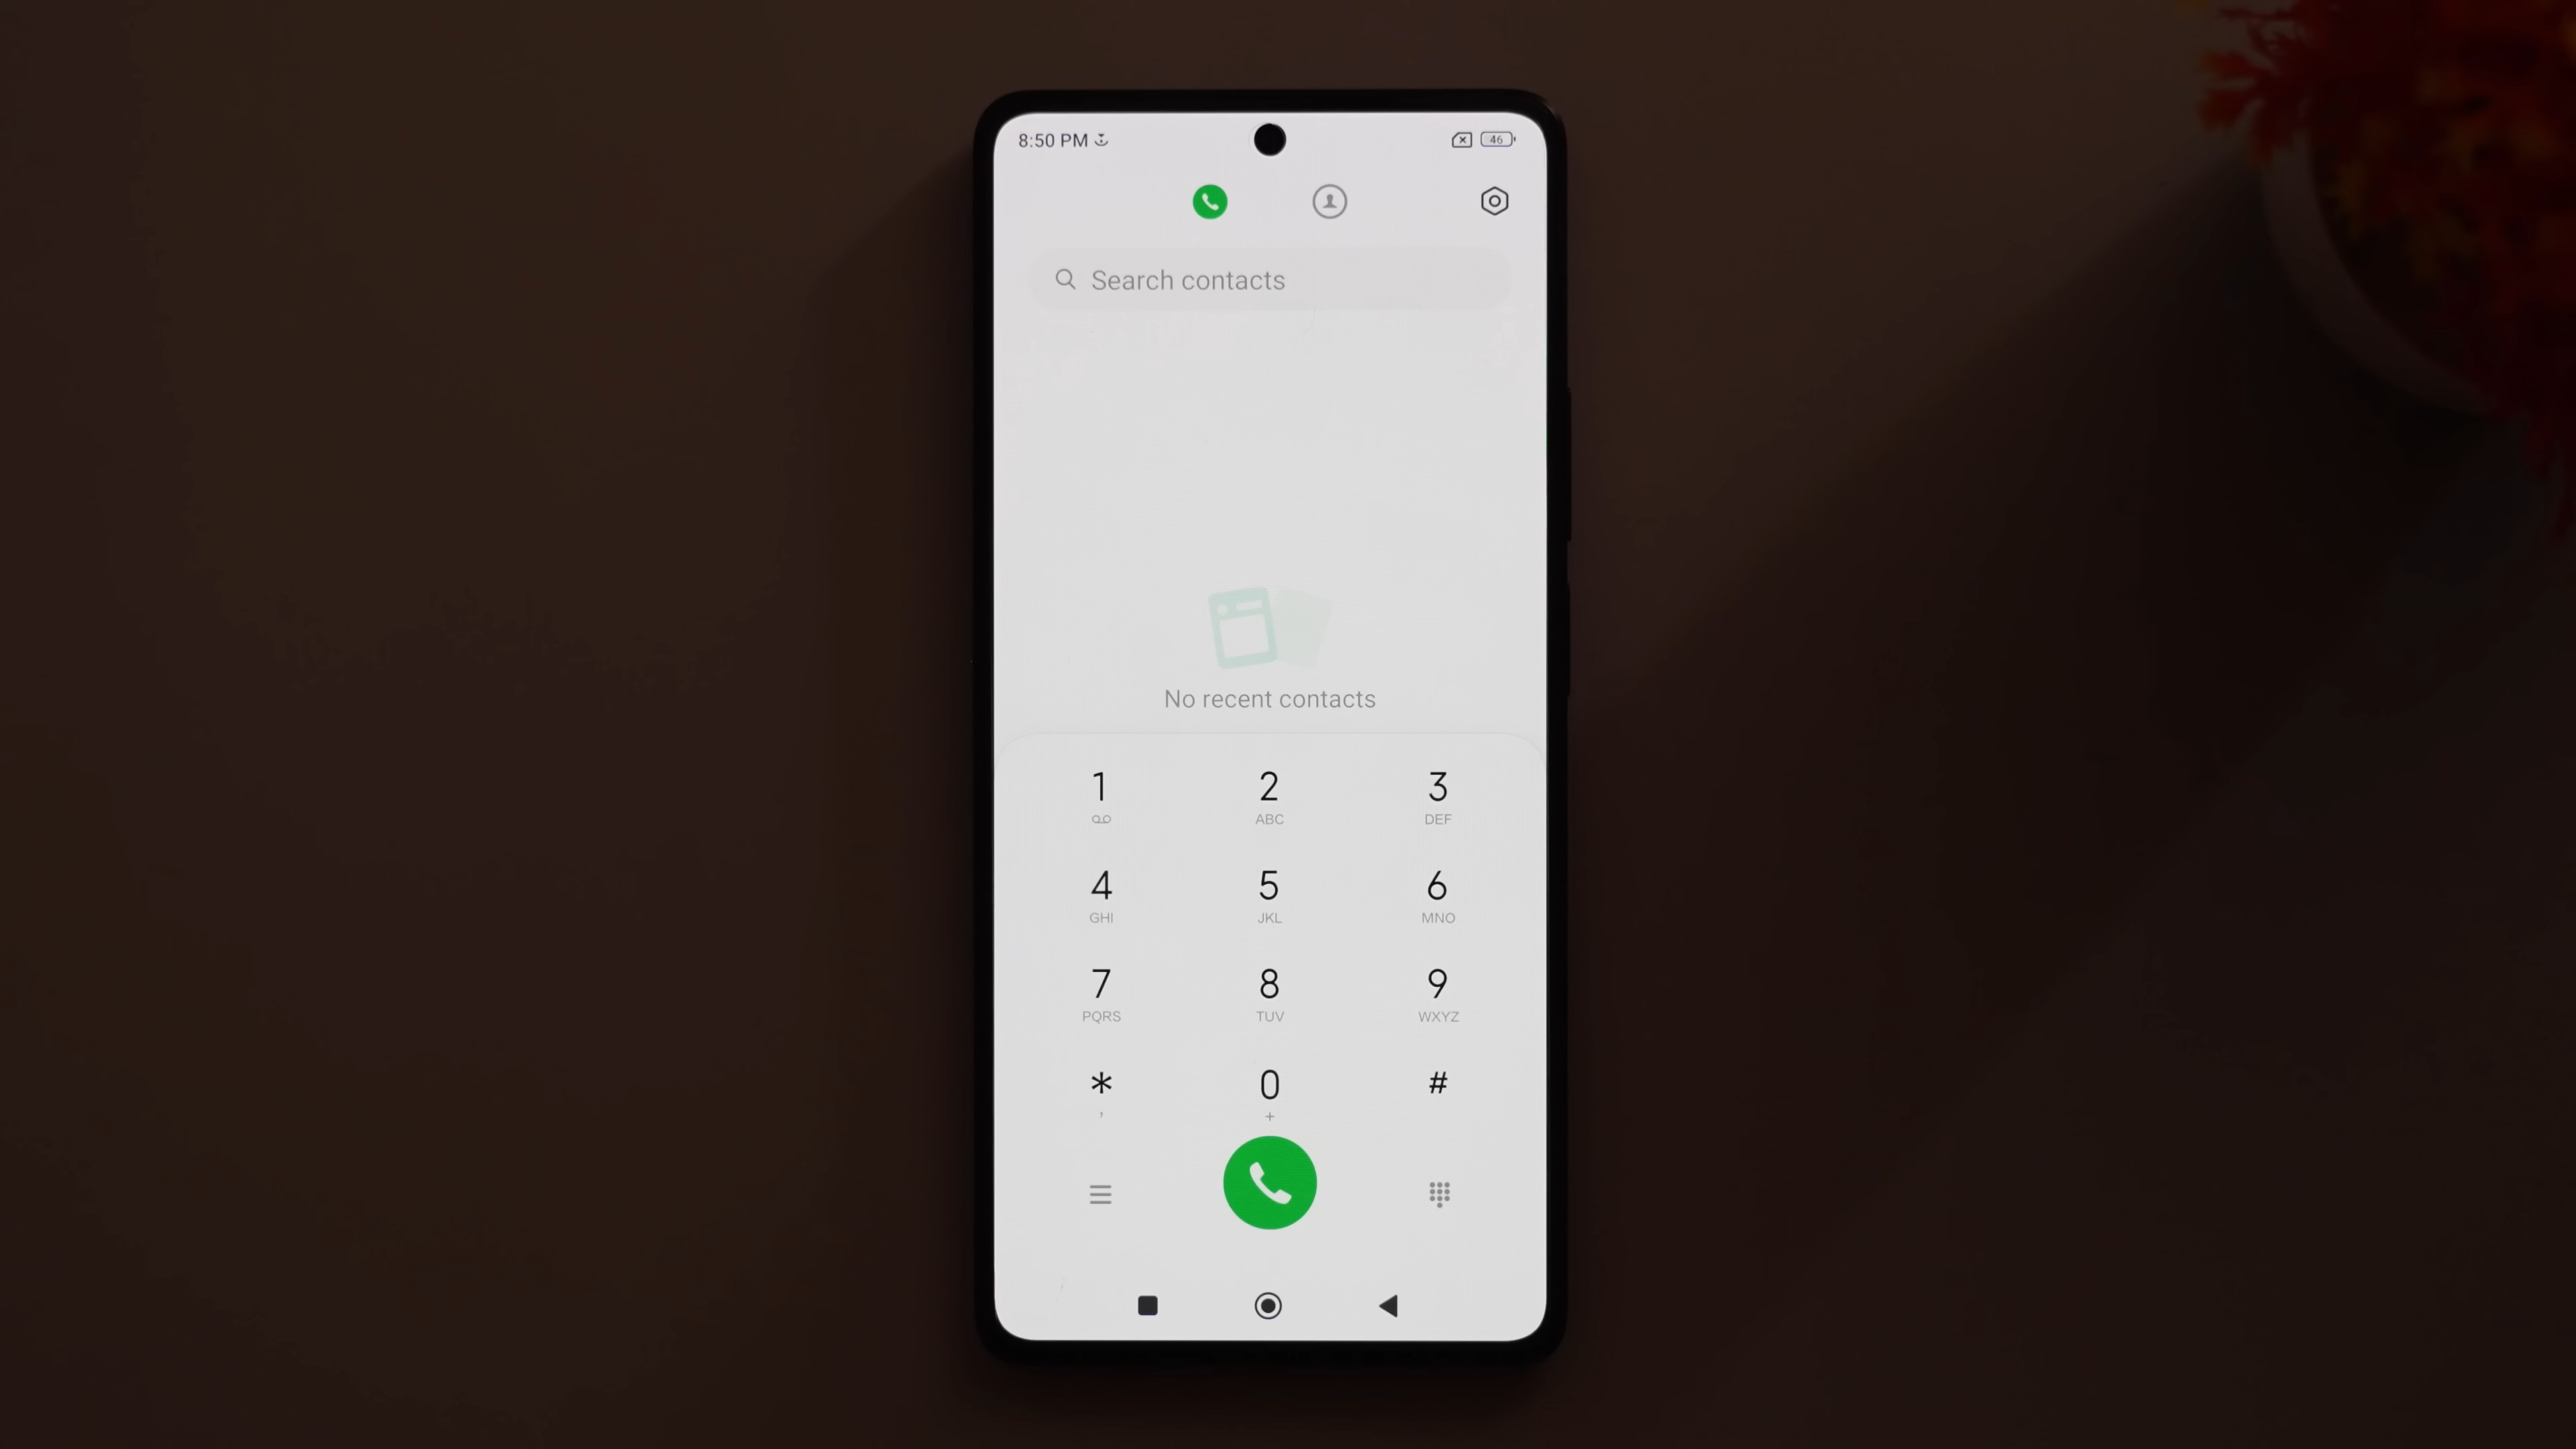 8:50 PM 46
Search contacts
No recent contacts
1 2 3
ABC DEF
4 5 6
GHI JKL MNO
7 8 9
PQRS TUV WXYZ
* 0 #
, +